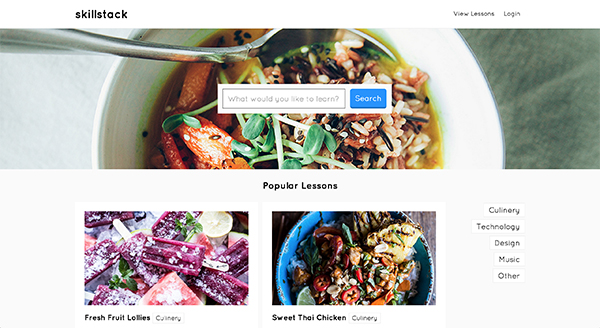 skillstack
View Lessons Login
What would you like to learn? Search
Popular Lessons
Culinery
Technology
Design
Music
Other
Fresh Fruit Lollies Culinery
Sweet Thai Chicken Culinery